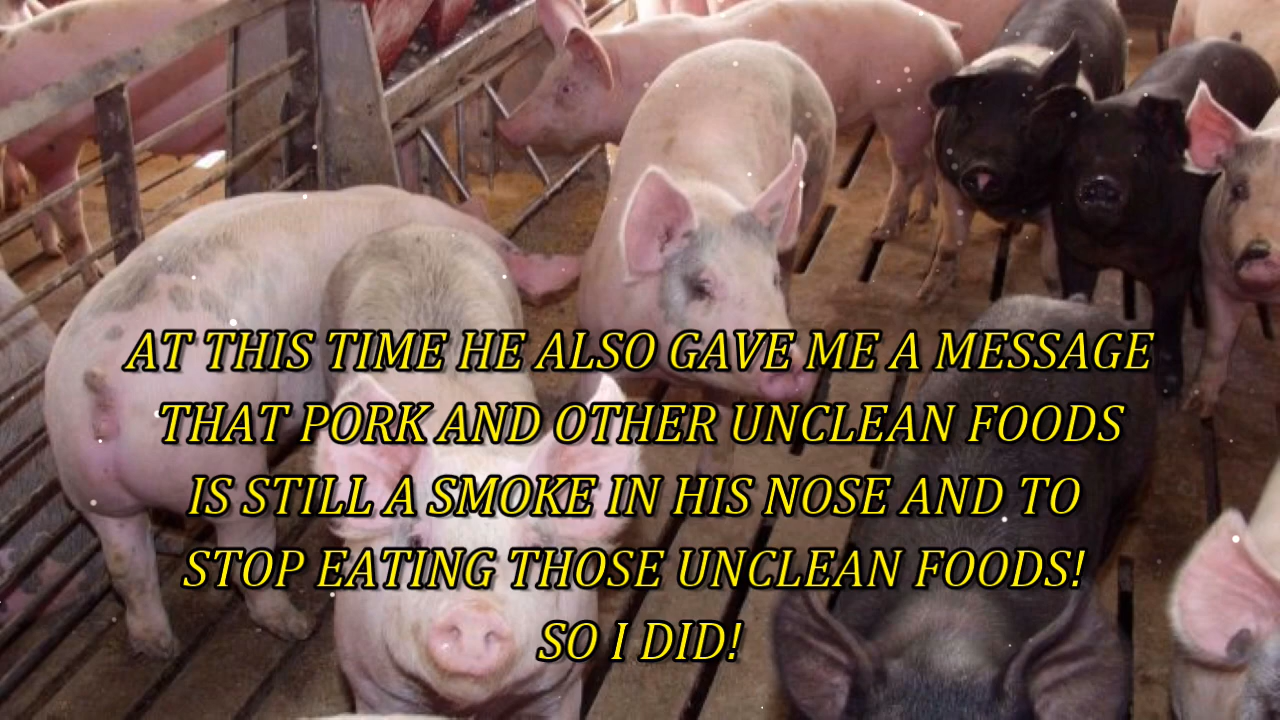 AT THIS TIME HE ALSO GAVE ME A MESSAGE
THAT PORK AND OTHER UNCLEAN FOODS
IS STILL A SMOKE IN HIS NOSE AND TO
STOP EATING THOSE UNCLEAN FOODS!
SO I DID!